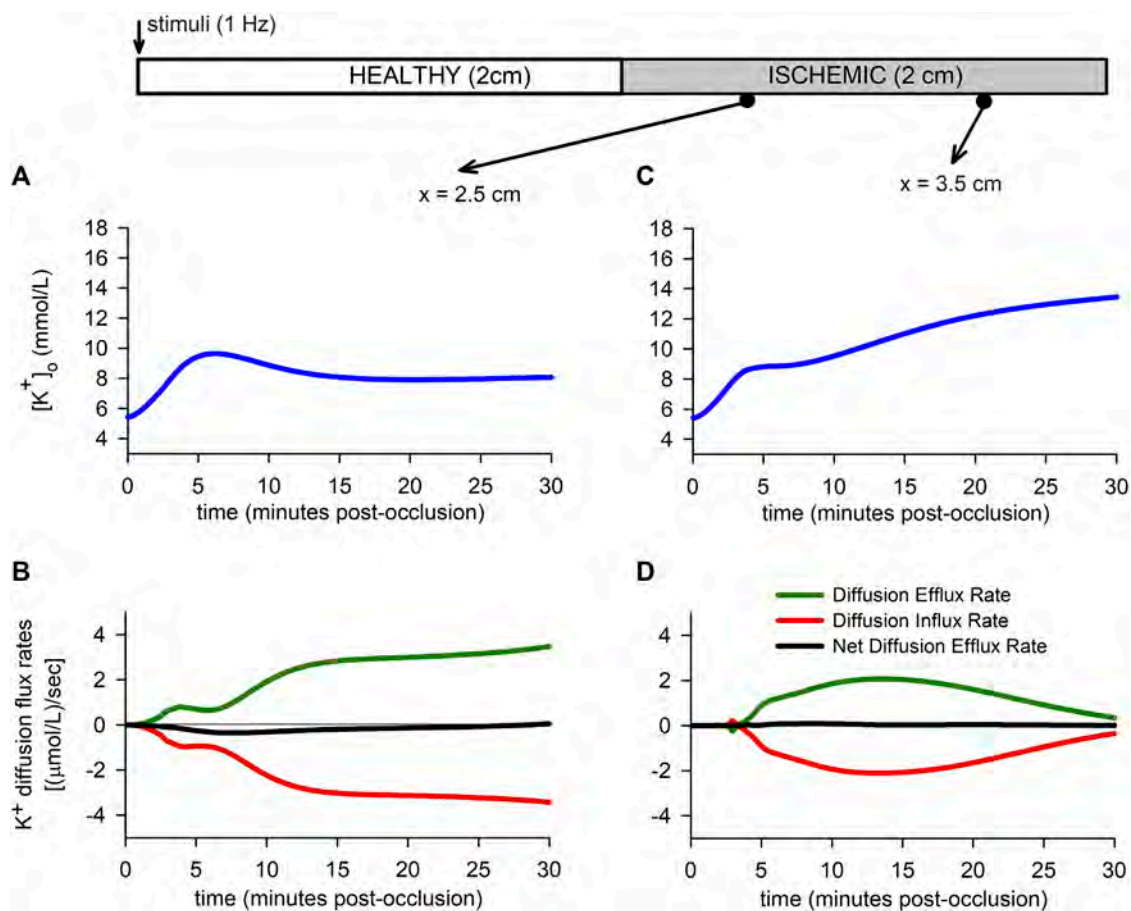 stimuli (1 Hz)
HEALTHY (2cm)
ISCHEMIC (2 cm)
A
x = 2.5 cm
C
x = 3.5 cm
[K+]o (mmol/L)
18
16
14
12
10
8
6
4
0 5 10 15 20 25 30
time (minutes post-occlusion)
18
16
14
12
10
8
6
4
0 5 10 15 20 25 30
time (minutes post-occlusion)
B
K+ diffusion flux rates
[(μmol/L)/sec]
4
2
0
-2
-4
0 5 10 15 20 25 30
time (minutes post-occlusion)
D
Diffusion Efflux Rate
Diffusion Influx Rate
Net Diffusion Efflux Rate
4
2
0
-2
-4
0 5 10 15 20 25 30
time (minutes post-occlusion)